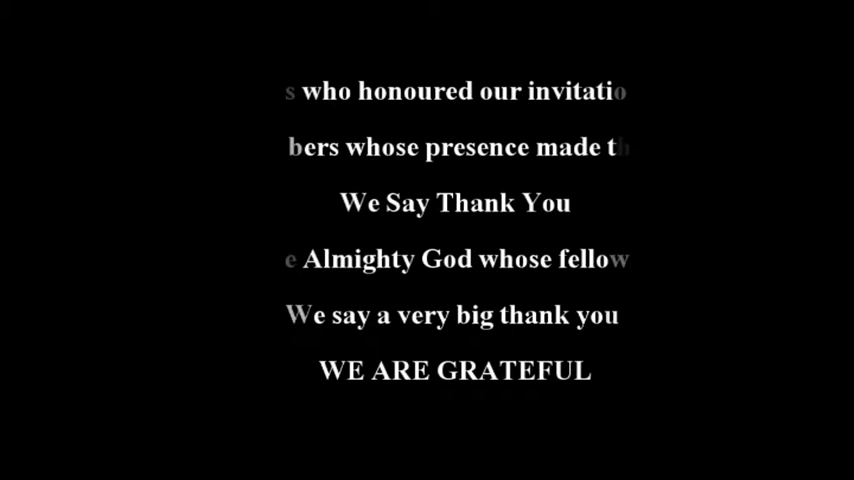 s who honoured our invitatio
bers whose presence made th
We Say Thank You
e Almighty God whose fellow
We say a very big thank you
WE ARE GRATEFUL